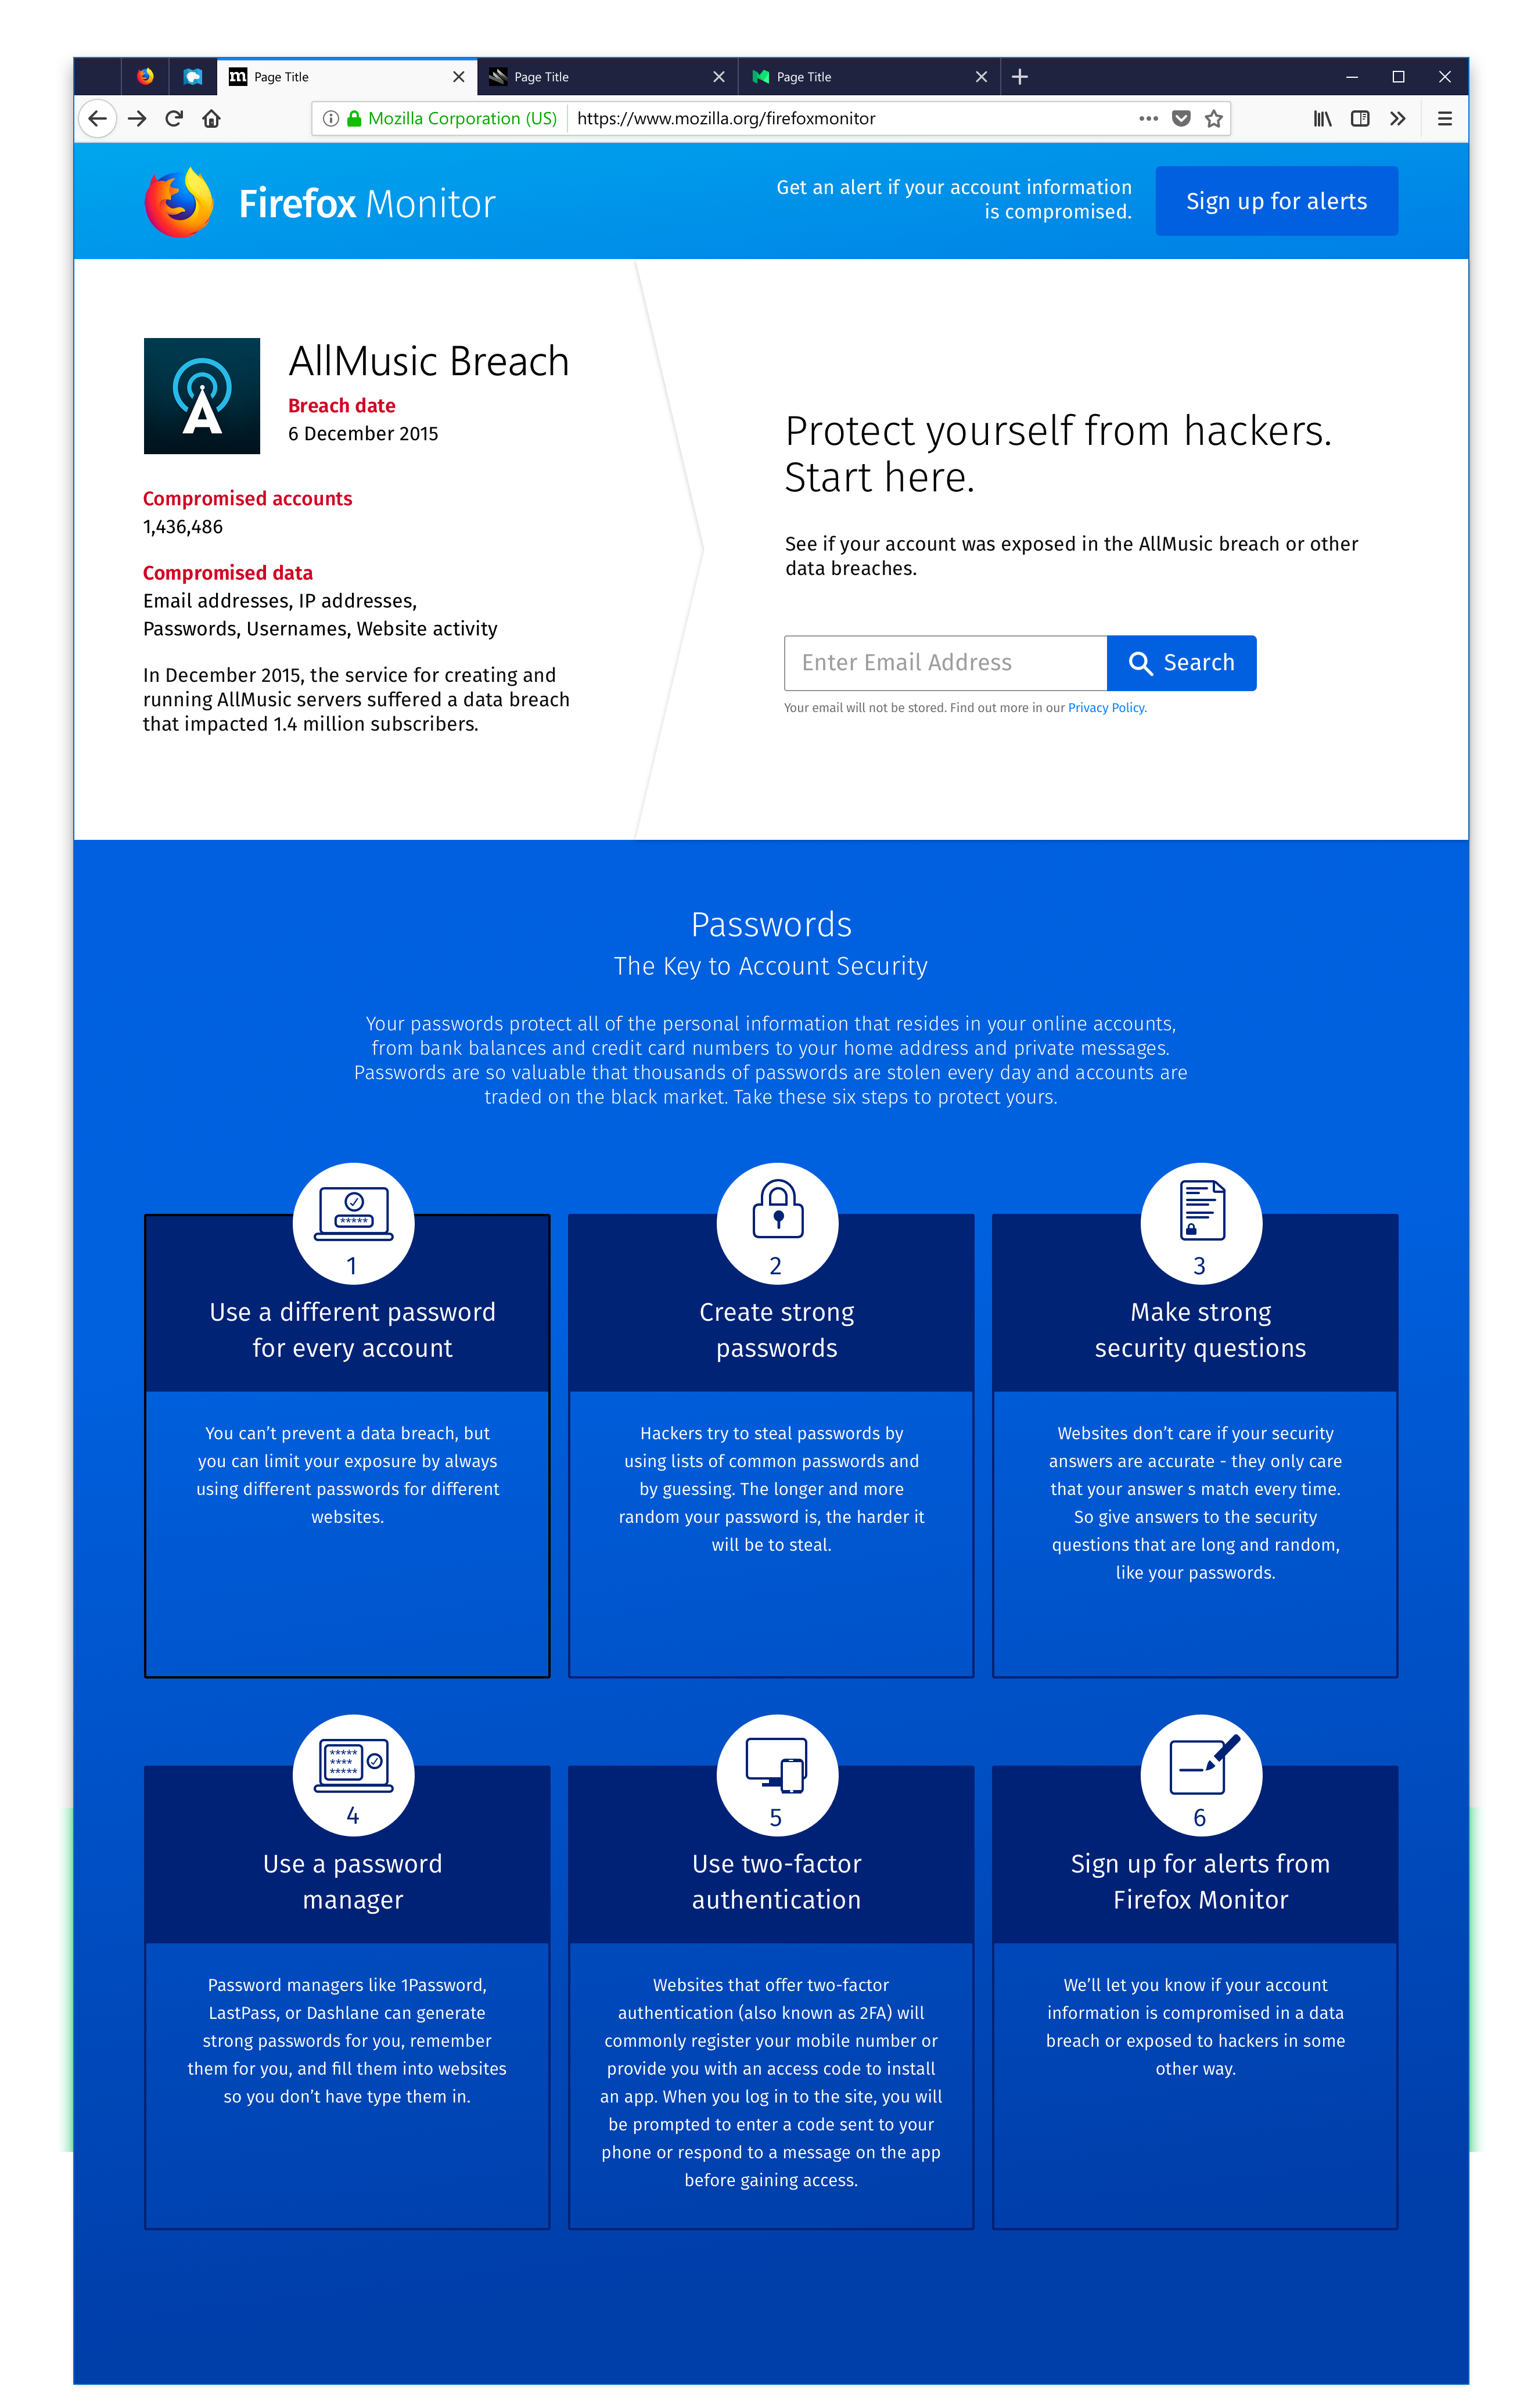 Page Title
Page Title
Page Title
Mozilla Corporation (US) https://www.mozilla.org/firefoxmonitor
Firefox Monitor
Get an alert if your account information
is compromised.
Sign up for alerts
AllMusic Breach
Breach date
6 December 2015
Compromised accounts
1,436,486
Compromised data
Email addresses, IP addresses,
Passwords, Usernames, Website activity
In December 2015, the service for creating and
running AllMusic servers suffered a data breach
that impacted 1.4 million subscribers.
Protect yourself from hackers.
Start here.
See if your account was exposed in the AllMusic breach or other
data breaches.
Enter Email Address
Search
Your email will not be stored. Find out more in our Privacy Policy.
Passwords
The Key to Account Security
Your passwords protect all of the personal information that resides in your online accounts,
from bank balances and credit card numbers to your home address and private messages.
Passwords are so valuable that thousands of passwords are stolen every day and accounts are
traded on the black market. Take these six steps to protect yours.
*****
1
Use a different password
for every account
You can’t prevent a data breach, but
you can limit your exposure by always
using different passwords for different
websites.
2
Create strong
passwords
Hackers try to steal passwords by
using lists of common passwords and
by guessing. The longer and more
random your password is, the harder it
will be to steal.
3
Make strong
security questions
Websites don’t care if your security
answers are accurate - they only care
that your answer s match every time.
So give answers to the security
questions that are long and random,
like your passwords.
*****
****
*****
4
Use a password
manager
Password managers like 1Password,
LastPass, or Dashlane can generate
strong passwords for you, remember
them for you, and fill them into websites
so you don’t have type them in.
5
Use two-factor
authentication
Websites that offer two-factor
authentication (also known as 2FA) will
commonly register your mobile number or
provide you with an access code to install
an app. When you log in to the site, you will
be prompted to enter a code sent to your
phone or respond to a message on the app
before gaining access.
6
Sign up for alerts from
Firefox Monitor
We’ll let you know if your account
information is compromised in a data
breach or exposed to hackers in some
other way.